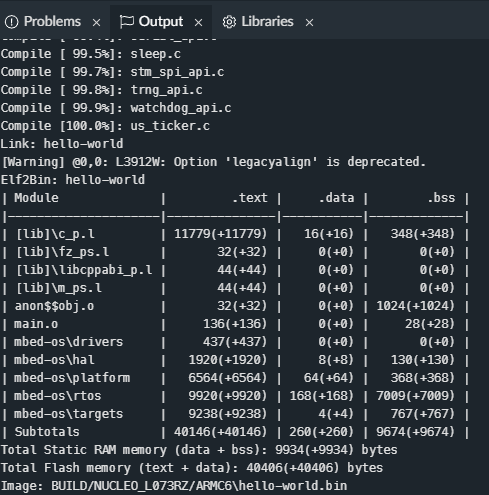 Problems × Output × Libraries ×
Compile [ 99.5%]: sleep.c
Compile [ 99.7%]: stm_spi_api.c
Compile [ 99.8%]: trng_api.c
Compile [ 99.9%]: watchdog_api.c
Compile [100.0%]: us_ticker.c
Link: hello-world
[Warning] @0,0: L3912W: Option 'legacyalign' is deprecated.
Elf2Bin: hello-world
| Module | .text | .data | .bss |
|---------------------|---------------|-----------|-------------|
| [lib]\c_p.l | 11779(+11779) | 16(+16) | 348(+348) |
| [lib]\fz_ps.l | 32(+32) | 0(+0) | 0(+0) |
| [lib]\libcppabi_p.l | 44(+44) | 0(+0) | 0(+0) |
| [lib]\m_ps.l | 44(+44) | 0(+0) | 0(+0) |
| anon$$obj.o | 32(+32) | 0(+0) | 1024(+1024) |
| main.o | 136(+136) | 0(+0) | 28(+28) |
| mbed-os\drivers | 437(+437) | 0(+0) | 0(+0) |
| mbed-os\hal | 1920(+1920) | 8(+8) | 130(+130) |
| mbed-os\platform | 6564(+6564) | 64(+64) | 368(+368) |
| mbed-os\rtos | 9920(+9920) | 168(+168) | 7009(+7009) |
| mbed-os\targets | 9238(+9238) | 4(+4) | 767(+767) |
| Subtotals | 40146(+40146) | 260(+260) | 9674(+9674) |
Total Static RAM memory (data + bss): 9934(+9934) bytes
Total Flash memory (text + data): 40406(+40406) bytes
Image: BUILD/NUCLEO_L073RZ/ARMC6\hello-world.bin